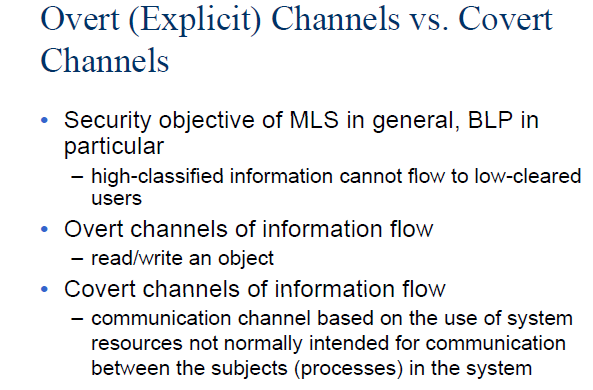 Overt (Explicit) Channels vs. Covert
Channels
• Security objective of MLS in general, BLP in
particular
– high-classified information cannot flow to low-cleared
users
• Overt channels of information flow
– read/write an object
• Covert channels of information flow
– communication channel based on the use of system
resources not normally intended for communication
between the subjects (processes) in the system